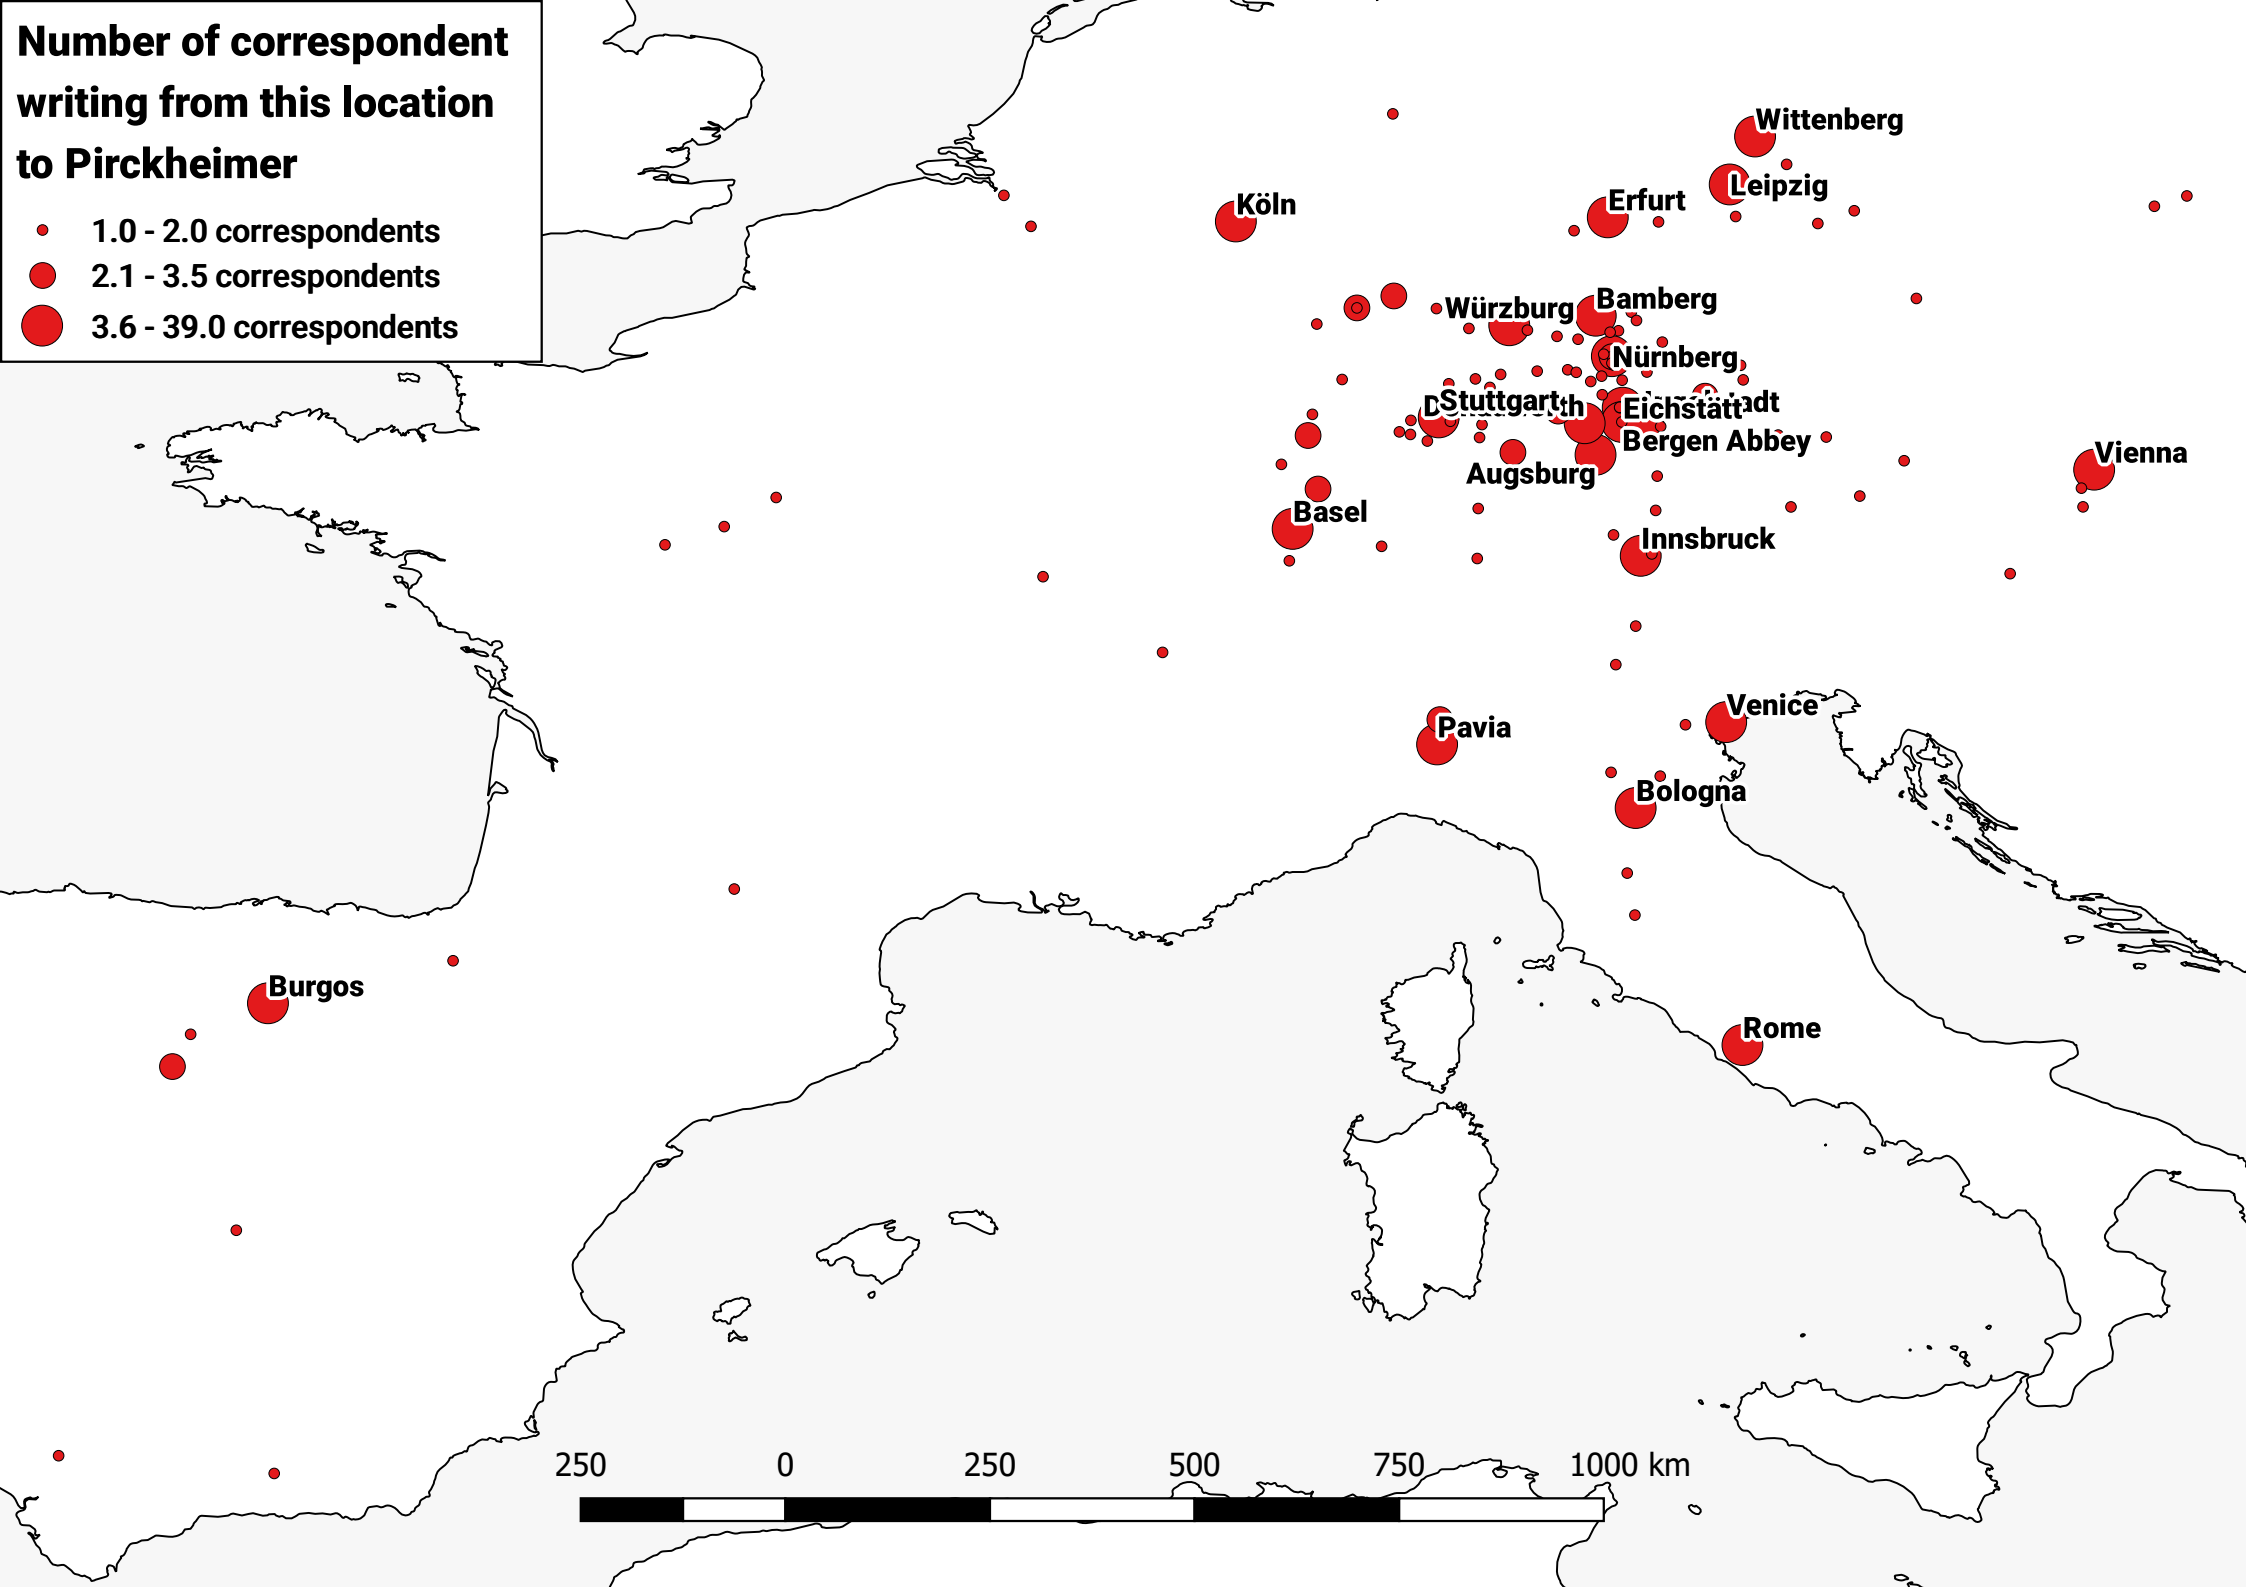 Number of correspondent
writing from this location
to Pirckheimer
1.0 - 2.0 correspondents
2.1 - 3.5 correspondents
3.6 - 39.0 correspondents
Wittenberg
Leipzig
Erfurt
Köln
Bamberg
Würzburg
Nürnberg
Stuttgart
Eichstätt
Bergen Abbey
Augsburg
Vienna
Basel
Innsbruck
Venice
Pavia
Bologna
Burgos
Rome
250 0 250 500 750 1000 km